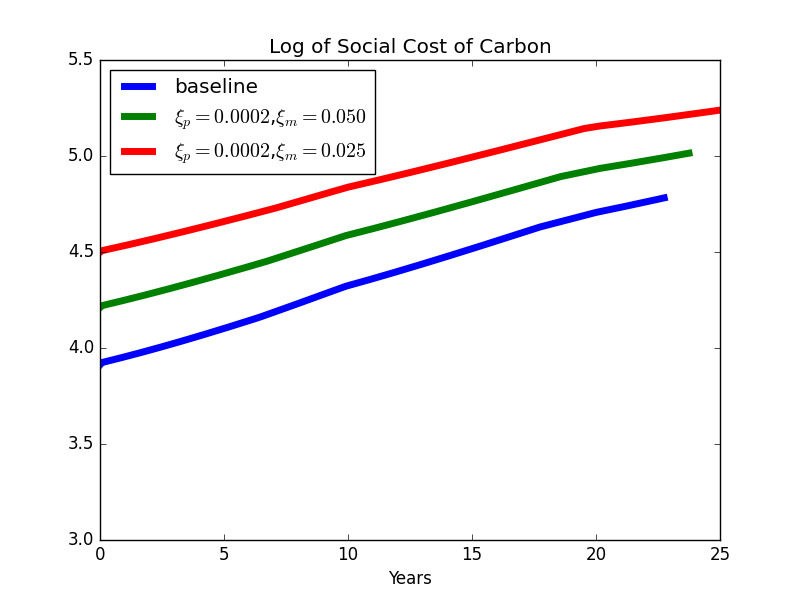 Log of Social Cost of Carbon
5.5
5.0
4.5
4.0
3.5
3.0
baseline
ξₚ = 0.0002,ξₘ = 0.050
ξₚ = 0.0002,ξₘ = 0.025
0 5 10 15 20 25
Years